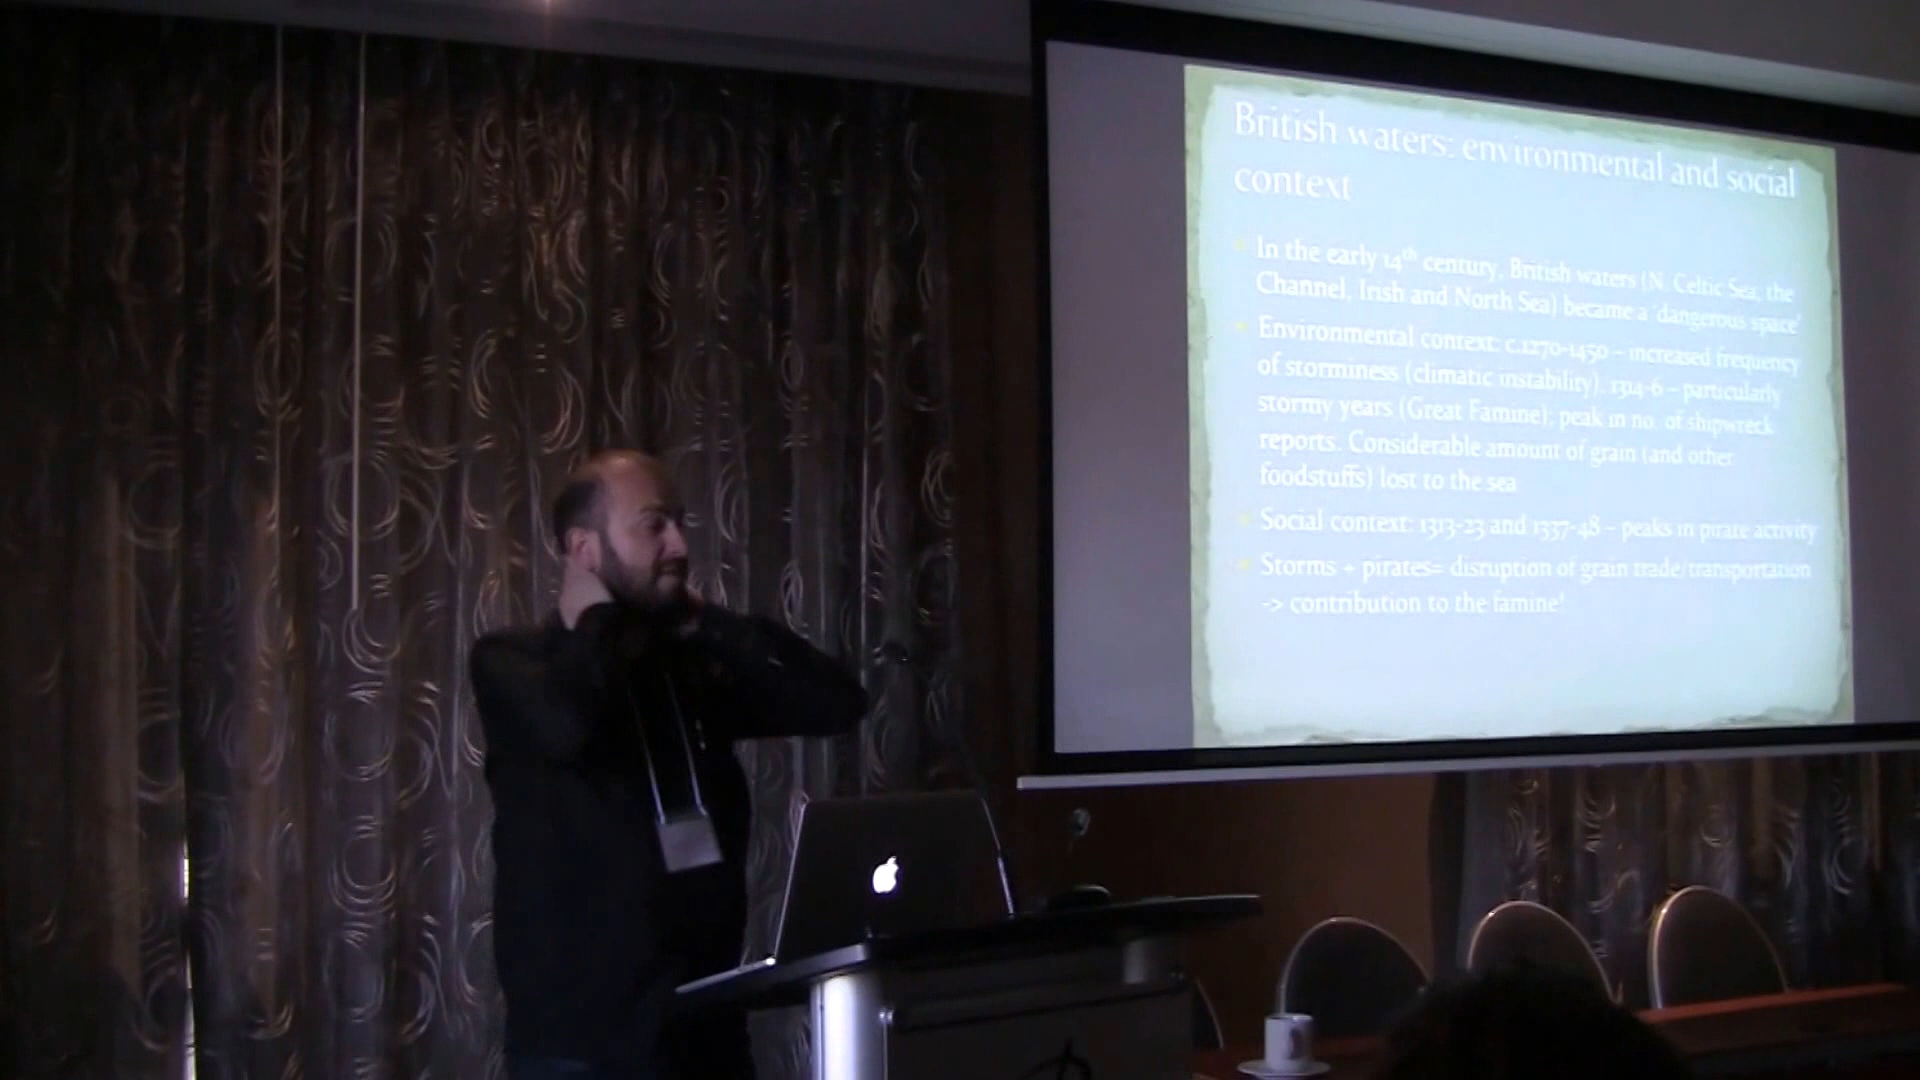 British waters: environmental and social
context
In the early 14th century, British waters (N. Celtic Sea, the
Channel, Irish and North Sea) became a 'dangerous space'
Environmental context: c.1270-1450 – increased frequency
of storminess (climatic instability). 1314-6 – particularly
stormy years (Great Famine); peak in no. of shipwreck
reports. Considerable amount of grain (and other
foodstuffs) lost to the sea
Social context: 1313-23 and 1337-48 – peaks in pirate activity
Storms + pirates= disruption of grain trade/transportation
-> contribution to the famine'